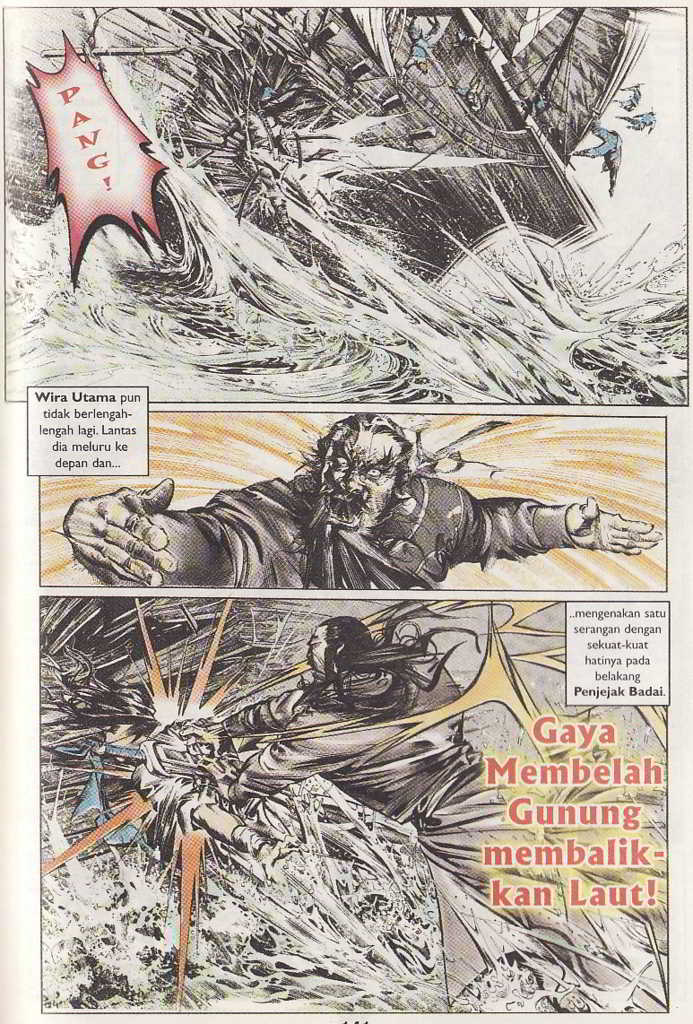 PANG!
Wira Utama pun
tidak berlengah-
lengah lagi. Lantas
dia meluru ke
depan dan...
..mengenakan satu
serangan dengan
sekuat-kuat
hatinya pada
belakang
Penjejak Badai.
Gaya
Membelah
Gunung
membalik-
kan Laut!